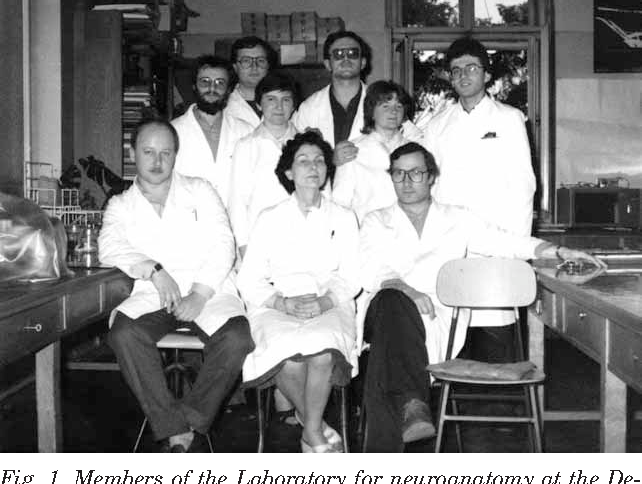 Fig. 1. Members of the Laboratory for neuroanatomy at the De-